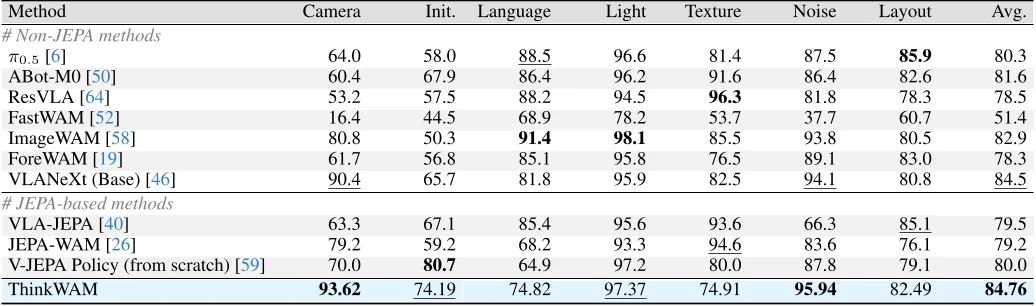 Method Camera Init. Language Light Texture Noise Layout Avg.
# Non-JEPA methods
π0.5 [6] 64.0 58.0 88.5 96.6 81.4 87.5 85.9 80.3
ABot-M0 [50] 60.4 67.9 86.4 96.2 91.6 86.4 82.6 81.6
ResVLA [64] 53.2 57.5 88.2 94.5 96.3 81.8 78.3 78.5
FastWAM [52] 16.4 44.5 68.9 78.2 53.7 37.7 60.7 51.4
ImageWAM [58] 80.8 50.3 91.4 98.1 85.5 93.8 80.5 82.9
ForeWAM [19] 61.7 56.8 85.1 95.8 76.5 89.1 83.0 78.3
VLANeXt (Base) [46] 90.4 65.7 81.8 95.9 82.5 94.1 80.8 84.5
# JEPA-based methods
VLA-JEPA [40] 63.3 67.1 85.4 95.6 93.6 66.3 85.1 79.5
JEPA-WAM [26] 79.2 59.2 68.2 93.3 94.6 83.6 76.1 79.2
V-JEPA Policy (from scratch) [59] 70.0 80.7 64.9 97.2 80.0 87.8 79.1 80.0
ThinkWAM 93.62 74.19 74.82 97.37 74.91 95.94 82.49 84.76